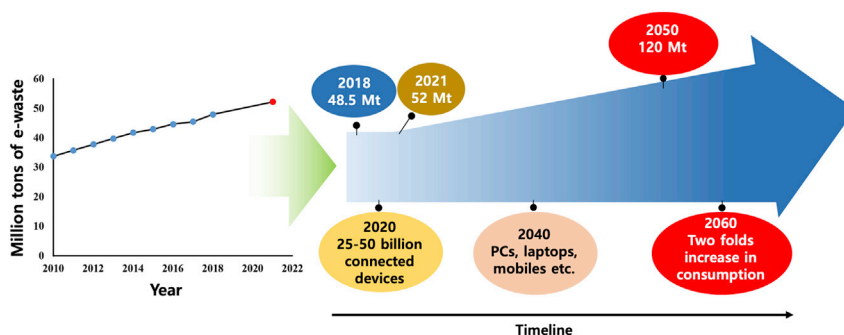 Million tons of e-waste
60
50
40
30
20
10
0
2010
2012
2014
2016
2018
2020
2022
Year
2018
48.5 Mt
2021
52 Mt
2050
120 Mt
2020
25-50 billion
connected
devices
2040
PCs, laptops,
mobiles etc.
2060
Two folds
increase in
consumption
Timeline